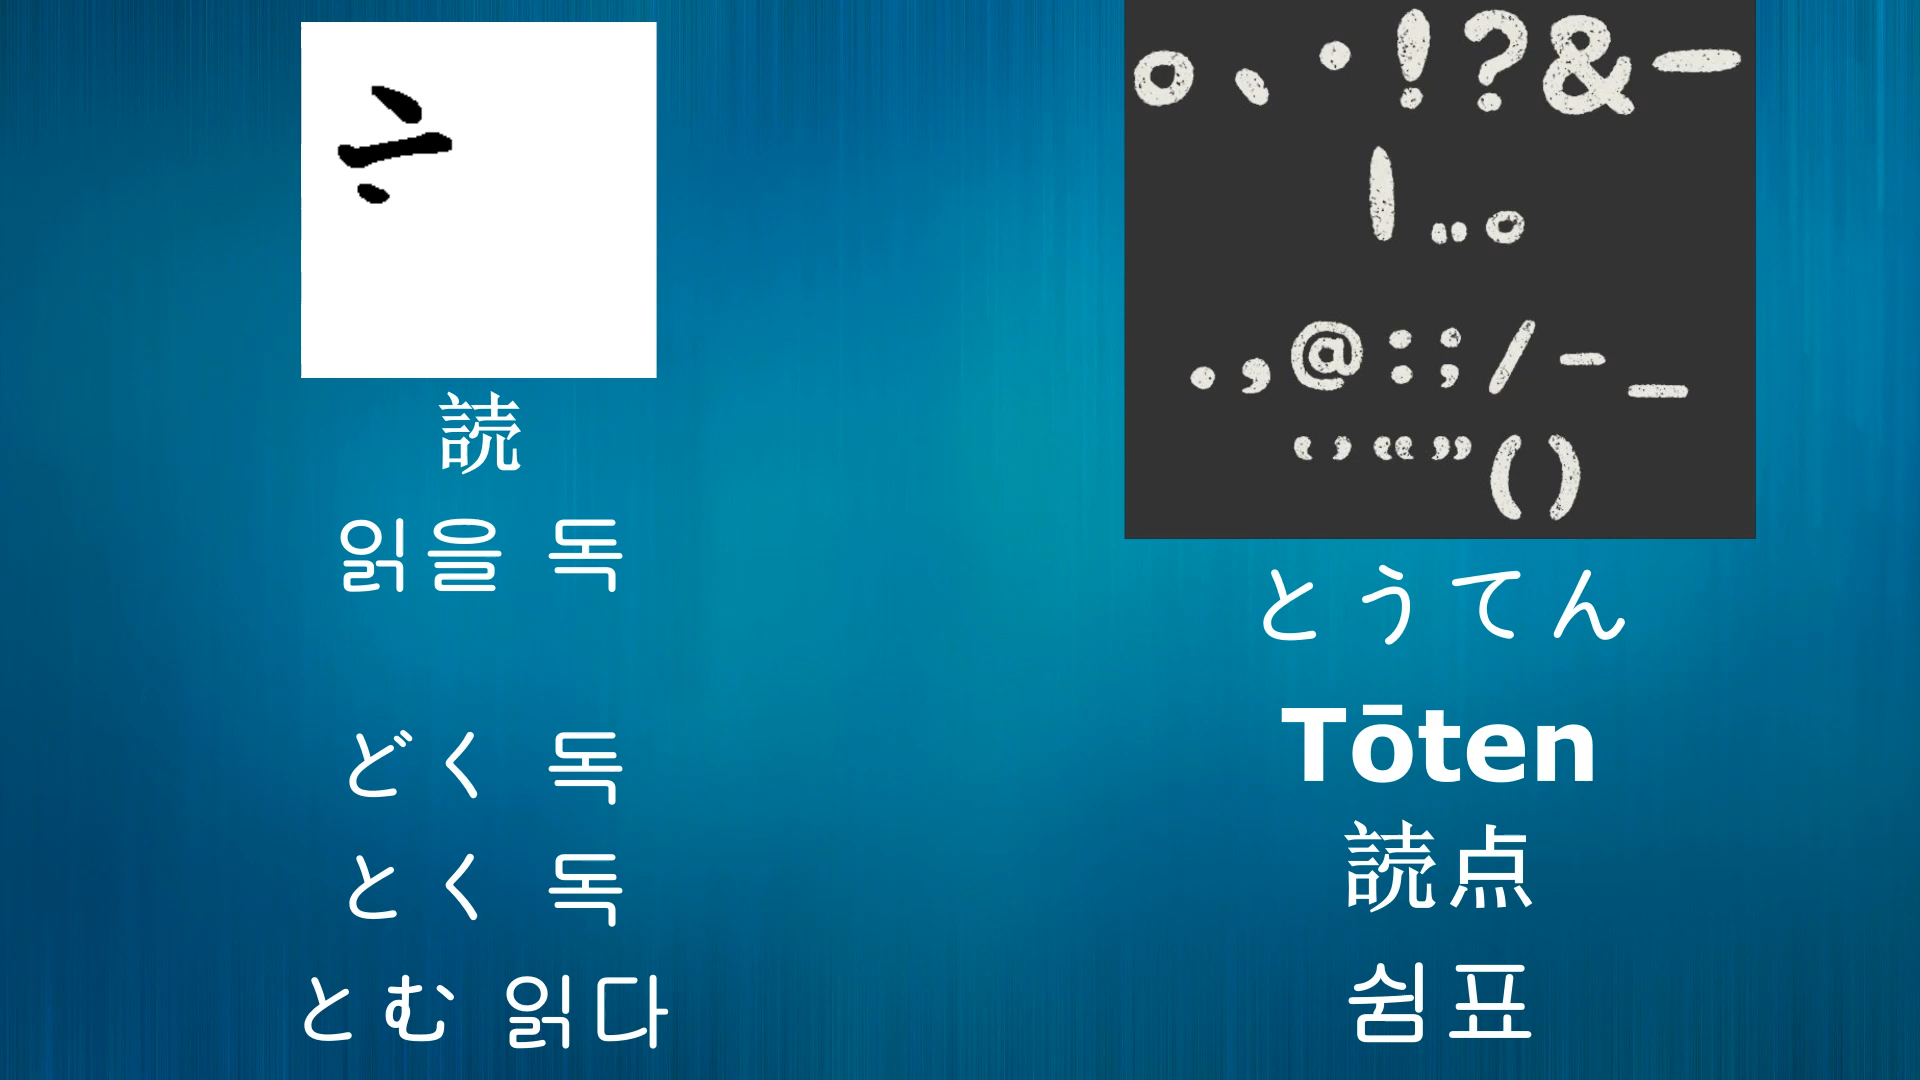 読
읽을 독
どく 독
とく 독
とむ 읽다
。、・！？＆ー
｜‥。
.,@:;/-_
‘’“”()
とうてん
Tōten
読点
쉼표